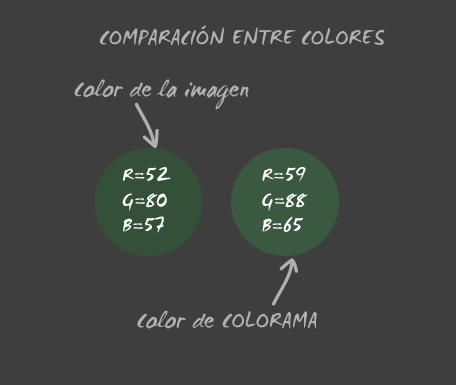 COMPARACIÓN ENTRE COLORES
Color de la imagen
R=52
G=80
B=57
R=59
G=88
B=65
Color de COLORAMA